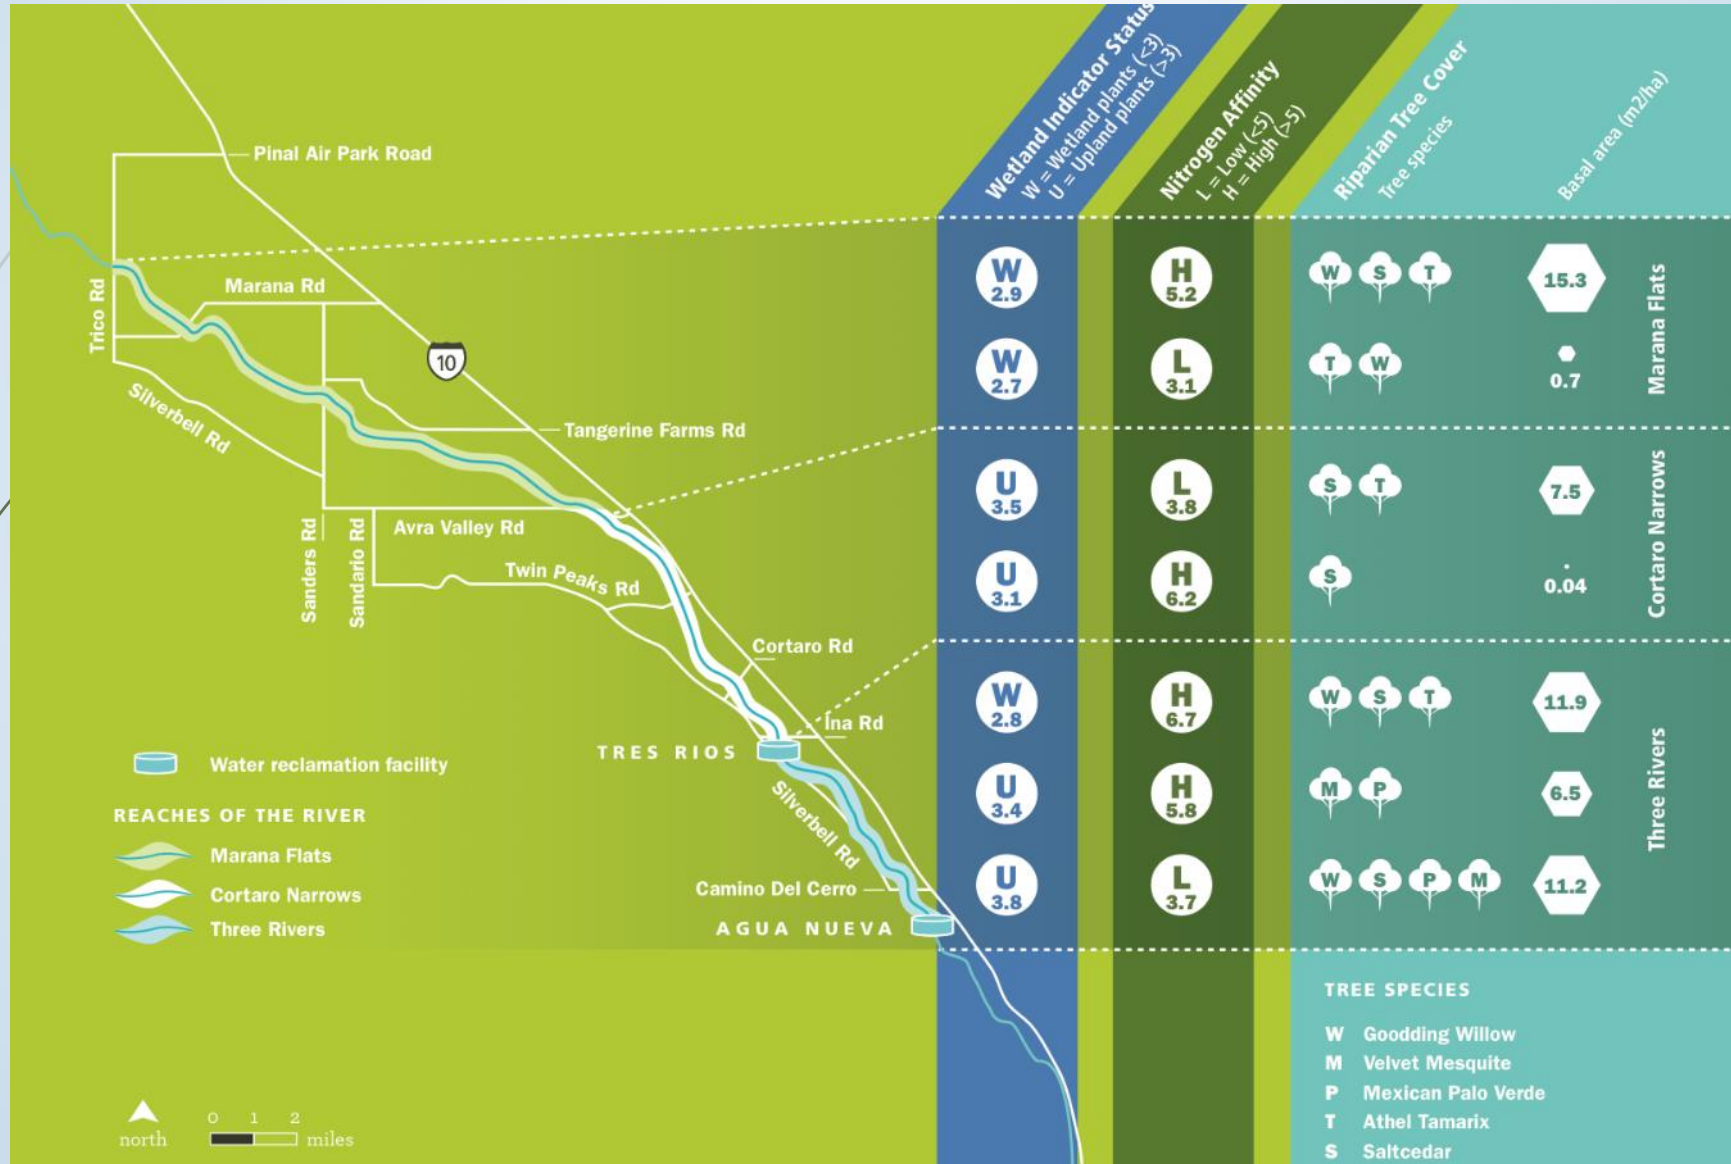 Wetland Indicator Status
W = Wetland plants (<3)
U = Upland plants (>3)
Nitrogen Affinity
L = Low (<5)
H = High (>5)
Riparian Tree Cover
Tree species
Basal area (m2/ha)
Pinal Air Park Road
Trico Rd
Marana Rd
10
Silverbell Rd
Tangerine Farms Rd
Sanders Rd
Sandario Rd
Avra Valley Rd
Twin Peaks Rd
Cortaro Rd
Ina Rd
TRES RIOS
Silverbell Rd
Camino Del Cerro
AGUA NUEVA
W
2.9
H
5.2
W S T
15.3
W
2.7
L
3.1
T W
0.7
Marana Flats
U
3.5
L
3.8
S T
7.5
U
3.1
H
6.2
S
0.04
Cortaro Narrows
W
2.8
H
6.7
W S T
11.9
U
3.4
H
5.8
M P
6.5
U
3.8
L
3.7
W S P M
11.2
Three Rivers
Water reclamation facility
REACHES OF THE RIVER
Marana Flats
Cortaro Narrows
Three Rivers
north
0 1 2
miles
TREE SPECIES
W Goodding Willow
M Velvet Mesquite
P Mexican Palo Verde
T Athel Tamarix
S Saltcedar